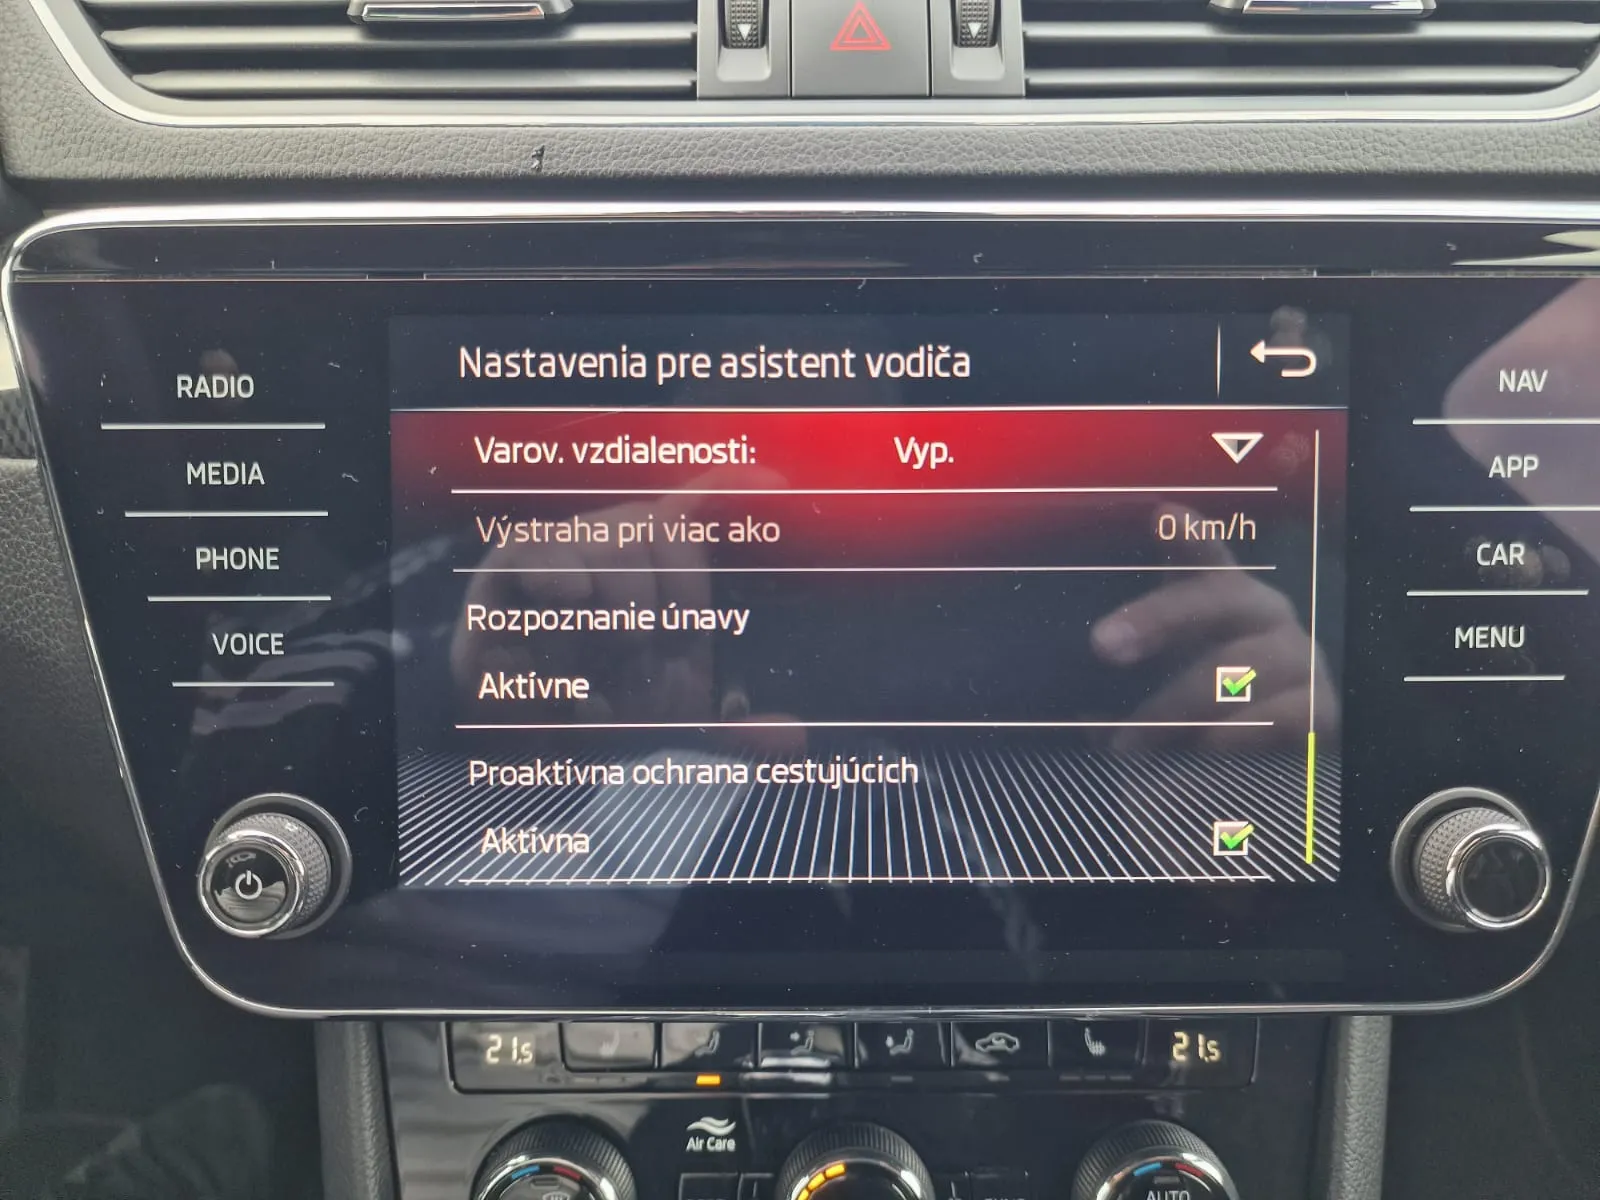 RADIO
MEDIA
PHONE
VOICE
Nastavenia pre asistent vodiča
Varov. vzdialenosti: Vyp.
Výstraha pri viac ako 0 km/h
Rozpoznanie únavy
Aktívne
Proaktívna ochrana cestujúcich
Aktívna
NAV
APP
CAR
MENU
21,5
21,5
Air Care
AUTO